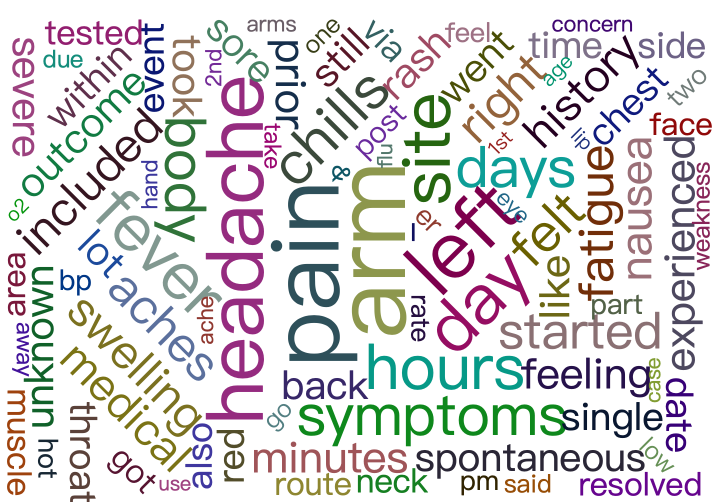 arms
one
concern
tested
sore
via
feel
time
side
severe
due
event
took
2nd
prior
still
rash
went
age
within
right
history
two
outcome
chills
post
1st
lip
chest
face
included
body
headache
take
&
flu
site
days
fatigue
nausea
experienced
weakness
o2
hand
fever
pain
arm
left
eye
felt
er
I
day
like
lot
bp
aches
ache
rate
part
area
unknown
away
started
swelling
hours
feeling
case
date
medical
back
symptoms
single
muscle
hot
throat
go
also
red
got
use
minutes
spontaneous
low
route
neck
pm
said
resolved